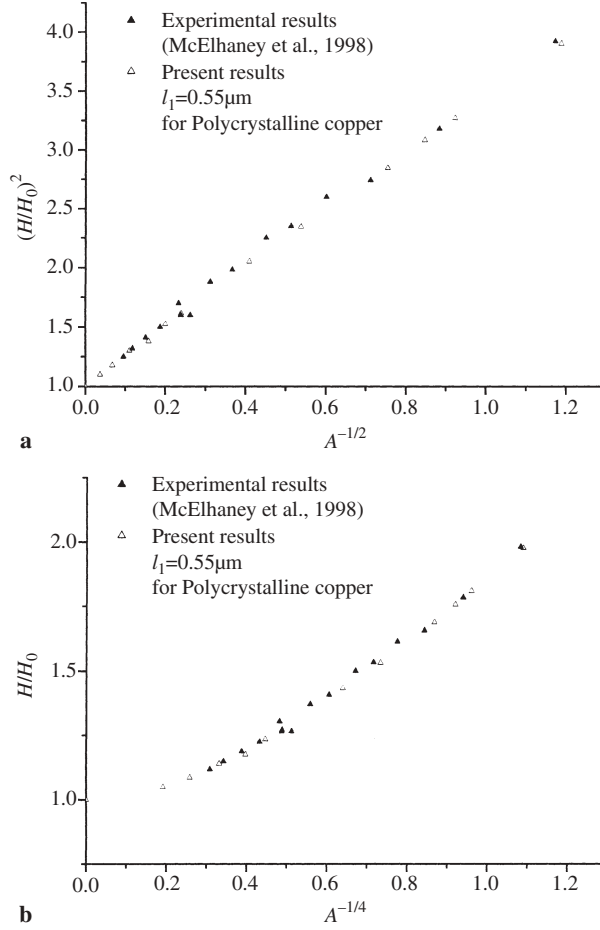 ▲ Experimental results
(McElhaney et al., 1998)
△ Present results
l₁=0.55μm
for Polycrystalline copper
(H/H₀)²
4.0
3.5
3.0
2.5
2.0
1.5
1.0
0.0 0.2 0.4 0.6 0.8 1.0 1.2
a A⁻¹/²
▲ Experimental results
(McElhaney et al., 1998)
△ Present results
l₁=0.55μm
for Polycrystalline copper
H/H₀
2.0
1.5
1.0
0.0 0.2 0.4 0.6 0.8 1.0 1.2
b A⁻¹/⁴